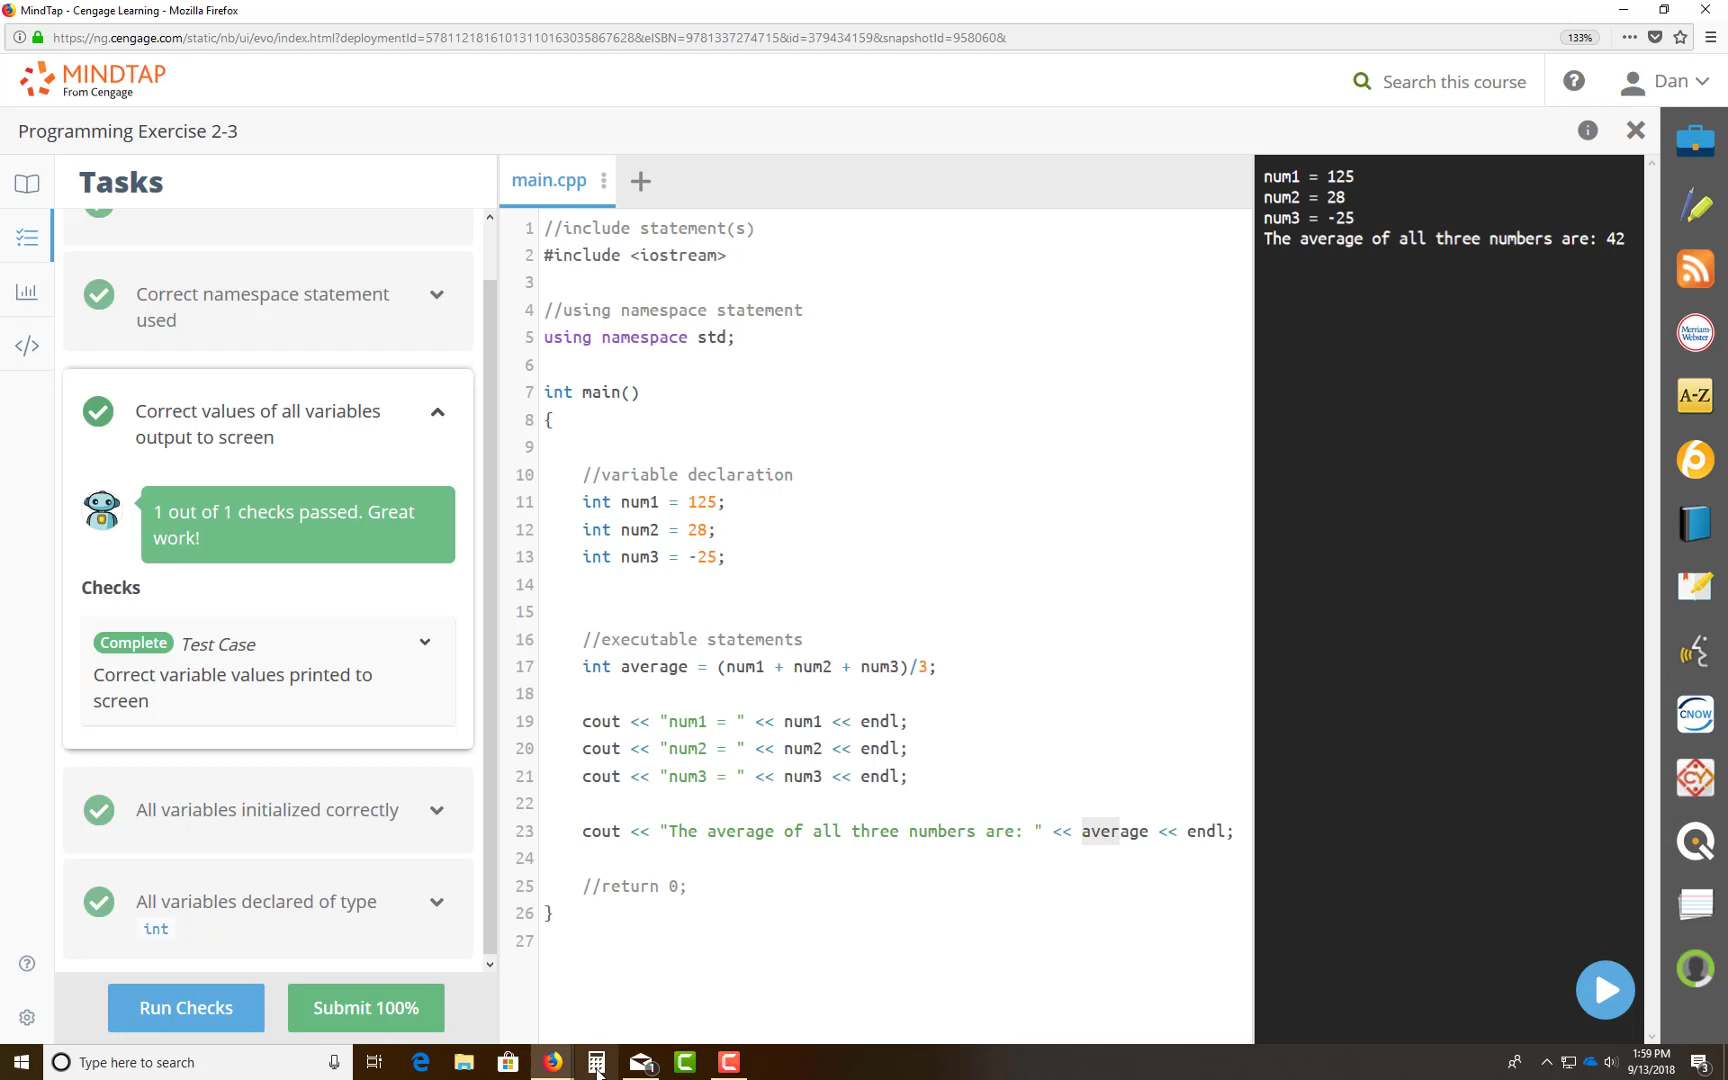 MindTap - Cengage Learning - Mozilla Firefox
https://ng.cengage.com/static/nb/ui/evo/index.html?deploymentId=57811218161013110163035867628&eISBN=9781337274715&id=379434159&snapshotId=958060&
133%
MINDTAP
From Cengage
Search this course
Dan
Programming Exercise 2-3
Tasks
Correct namespace statement
used
Correct values of all variables
output to screen
1 out of 1 checks passed. Great
work!
Checks
Complete Test Case
Correct variable values printed to
screen
All variables initialized correctly
All variables declared of type
int
Run Checks
Submit 100%
main.cpp
1 //include statement(s)
2 #include <iostream>
3
4 //using namespace statement
5 using namespace std;
6
7 int main()
8 {
9
10 //variable declaration
11 int num1 = 125;
12 int num2 = 28;
13 int num3 = -25;
14
15
16 //executable statements
17 int average = (num1 + num2 + num3)/3;
18
19 cout << "num1 = " << num1 << endl;
20 cout << "num2 = " << num2 << endl;
21 cout << "num3 = " << num3 << endl;
22
23 cout << "The average of all three numbers are: " << average << endl;
24
25 //return 0;
26 }
27
num1 = 125
num2 = 28
num3 = -25
The average of all three numbers are: 42
Merriam-
Webster
A-Z
CNOW
CY
Type here to search
1
1:59 PM
9/13/2018
3